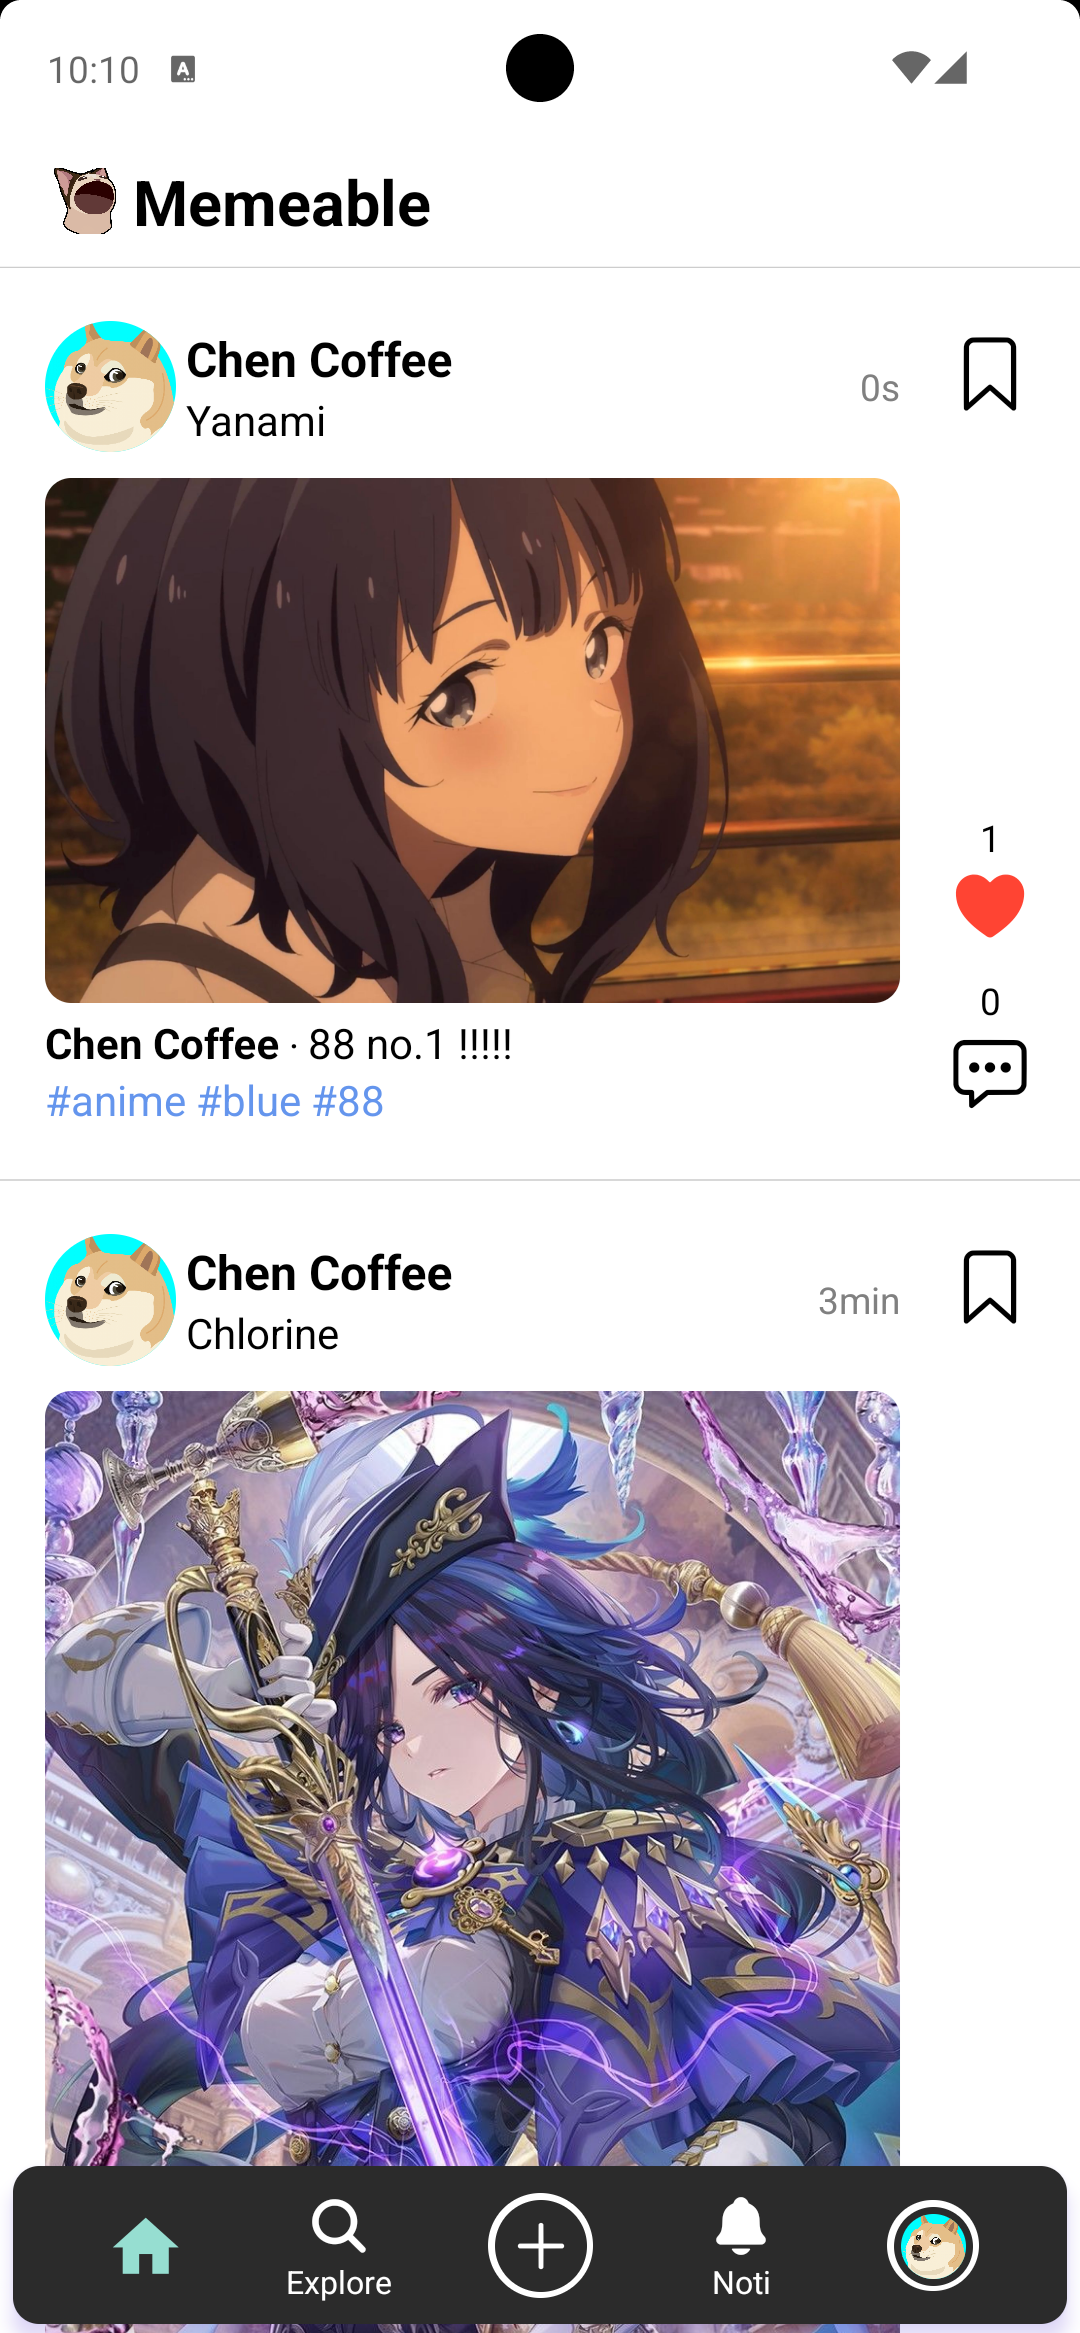 10:10
A
Memeable
Chen Coffee
Yanami
0s
1
0
Chen Coffee · 88 no.1 !!!!!
#anime #blue #88
Chen Coffee
Chlorine
3min
Explore
Noti